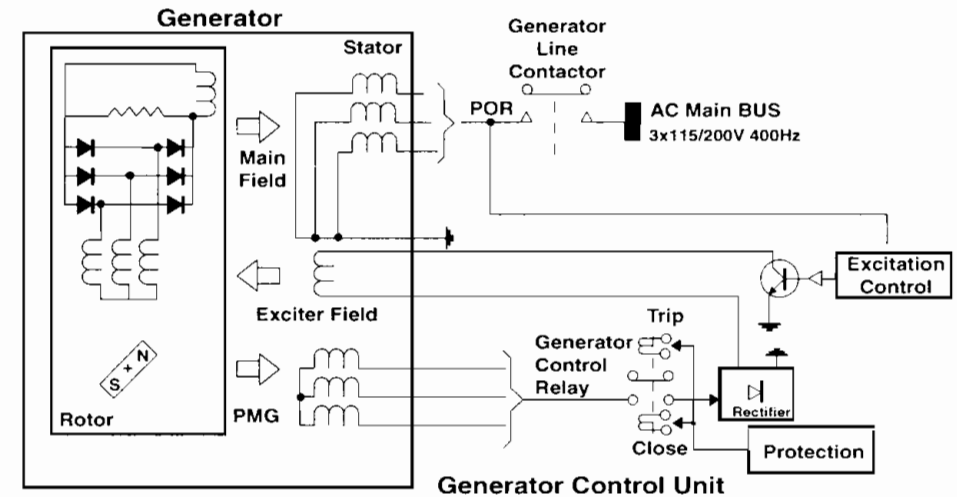 Generator
Stator
Generator
Line
Contactor
POR
AC Main BUS
3x115/200V 400Hz
Main
Field
Exciter Field
Excitation
Control
Trip
Generator
Control
Relay
S + N
Rotor
PMG
Rectifier
Close
Protection
Generator Control Unit